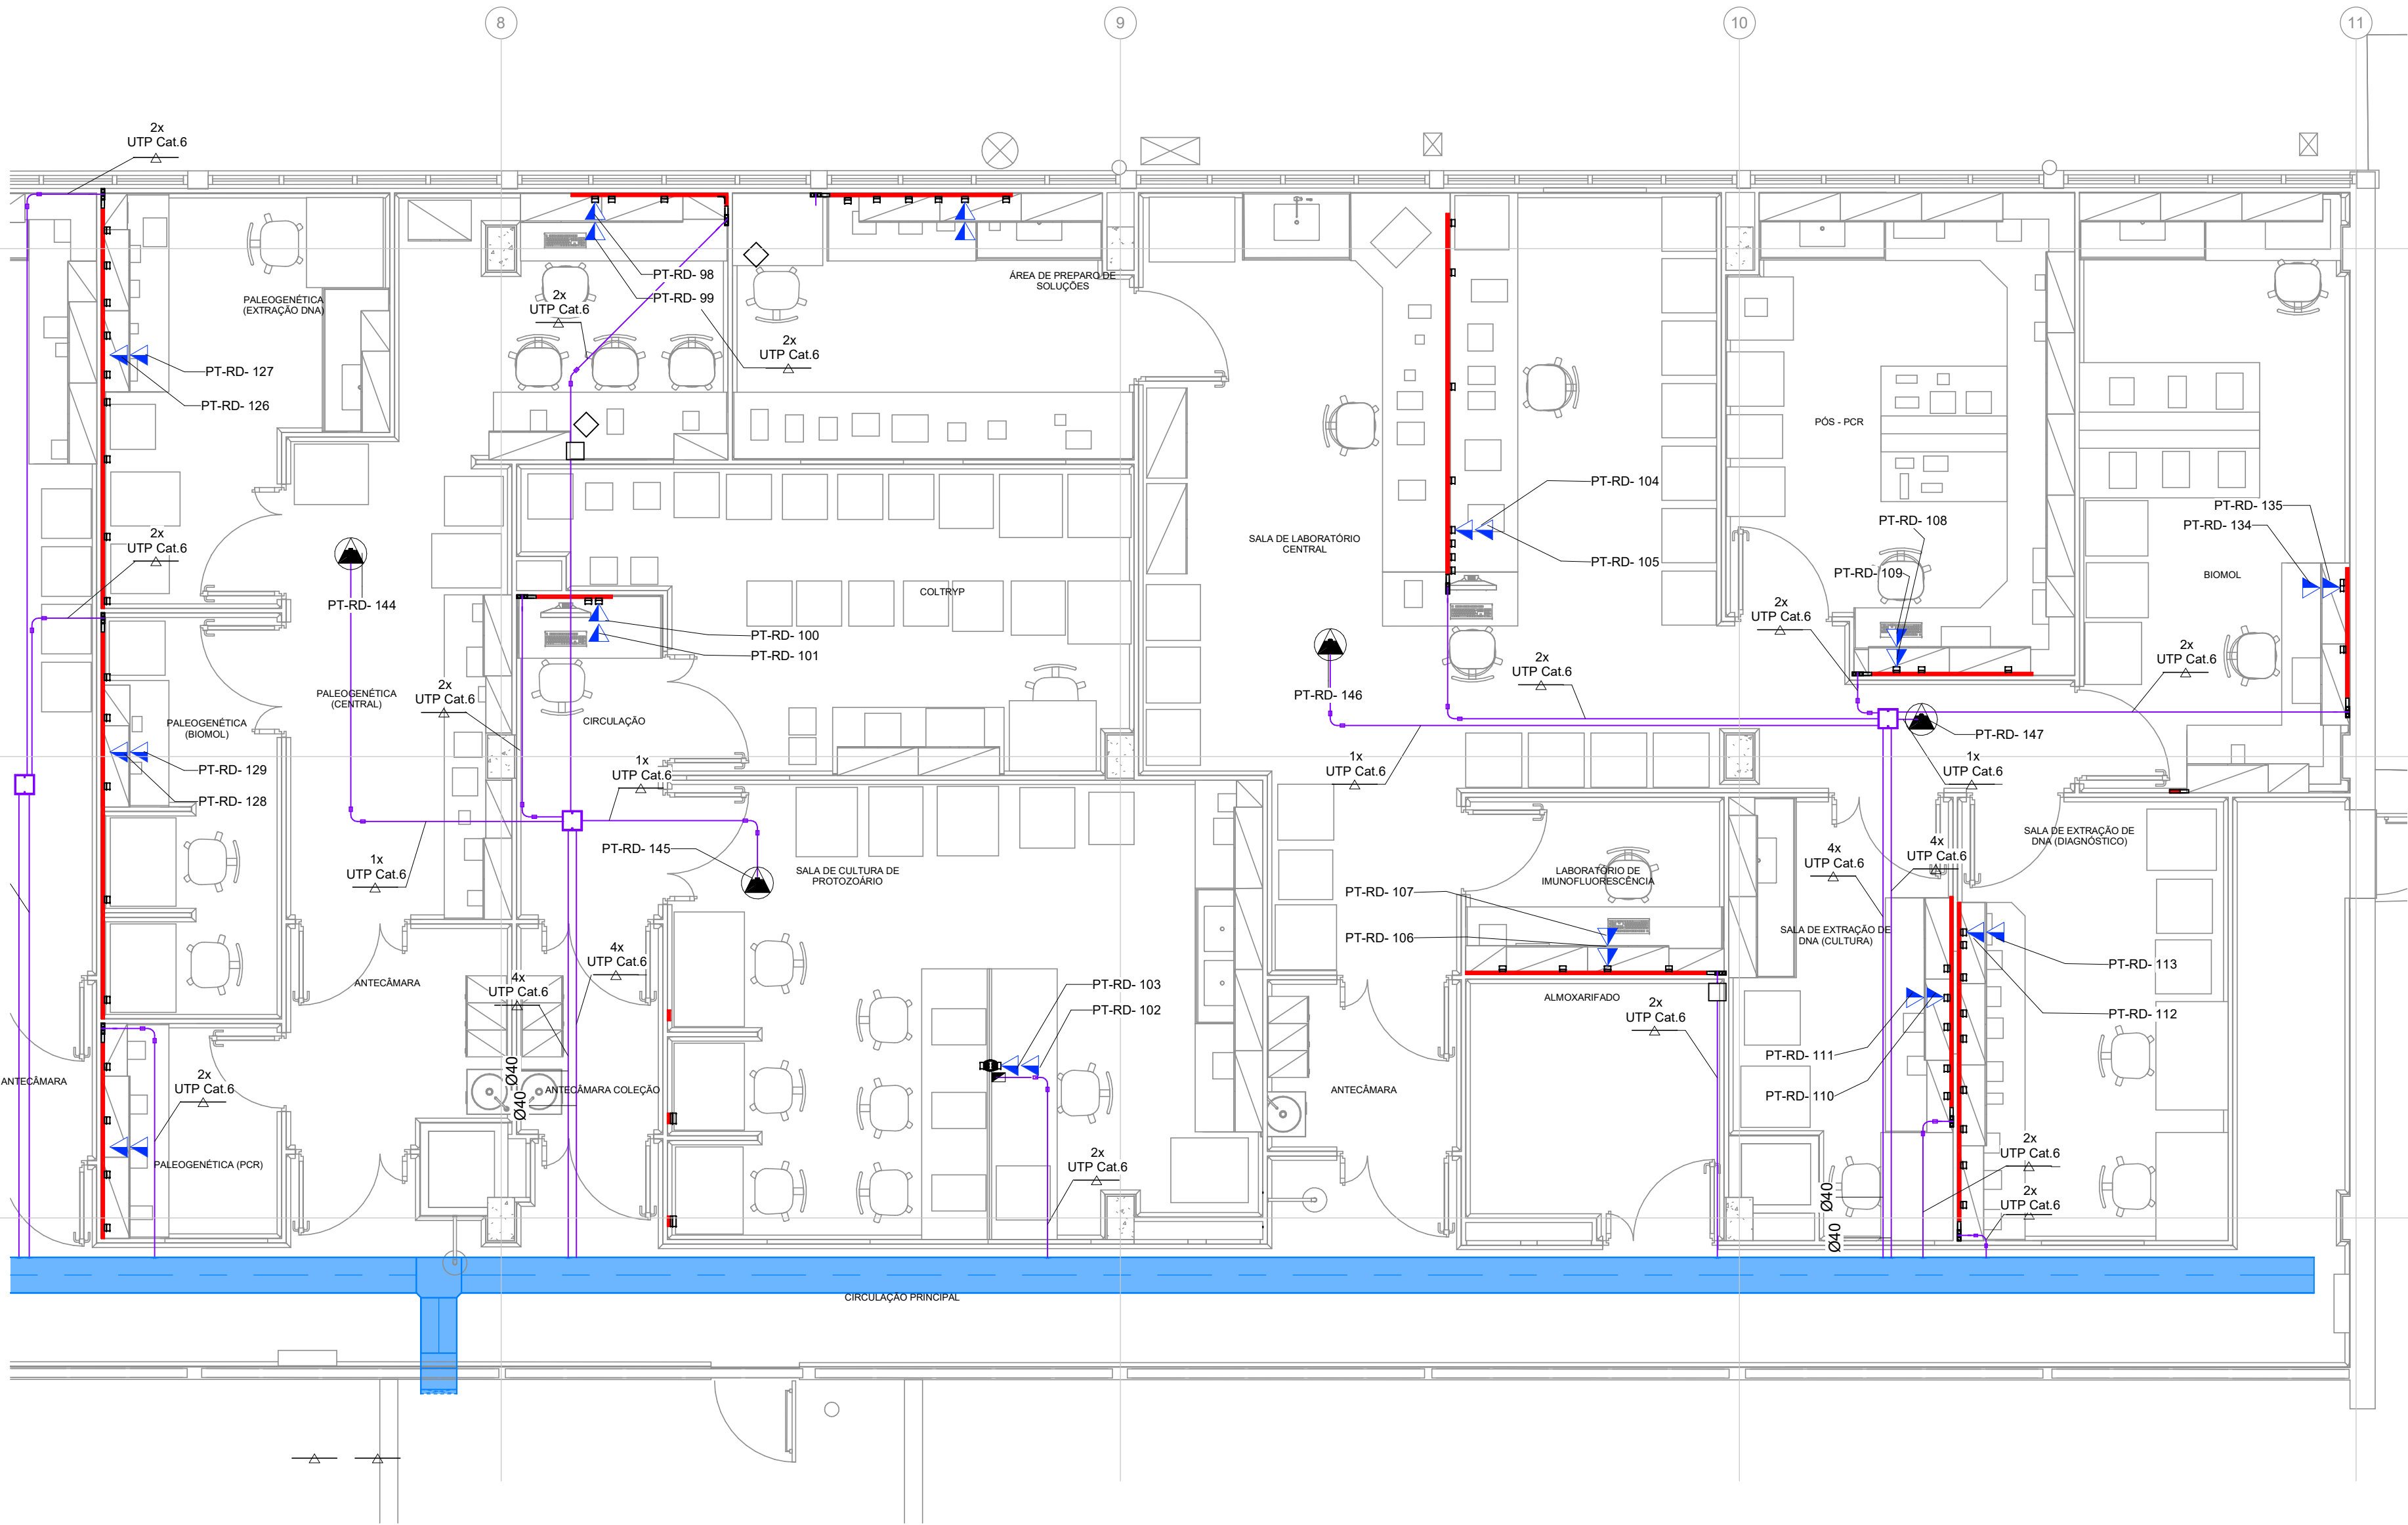 8
9
10
11
2x
UTP Cat.6
PALEOGENÉTICA
(EXTRAÇÃO DNA)
PT-RD- 127
PT-RD- 126
2x
UTP Cat.6
PT-RD- 98
PT-RD- 99
2x
UTP Cat.6
ÁREA DE PREPARO DE
SOLUÇÕES
2x
UTP Cat.6
PT-RD- 144
COLTRYP
PT-RD- 100
PT-RD- 101
SALA DE LABORATÓRIO
CENTRAL
PT-RD- 104
PT-RD- 105
PÓS - PCR
PT-RD- 108
PT-RD- 109
PT-RD- 135
PT-RD- 134
BIOMOL
2x
UTP Cat.6
2x
UTP Cat.6
PALEOGENÉTICA
(CENTRAL)
2x
UTP Cat.6
CIRCULAÇÃO
PT-RD- 146
2x
UTP Cat.6
PALEOGENÉTICA
(BIOMOL)
PT-RD- 129
PT-RD- 128
PT-RD- 147
1x
UTP Cat.6
1x
UTP Cat.6
1x
UTP Cat.6
1x
UTP Cat.6
PT-RD- 145
SALA DE CULTURA DE
PROTOZOÁRIO
4x
UTP Cat.6
4x
UTP Cat.6
SALA DE EXTRAÇÃO DE
DNA (DIAGNÓSTICO)
LABORATÓRIO DE
IMUNOFLUORESCÊNCIA
PT-RD- 107
PT-RD- 106
SALA DE EXTRAÇÃO DE
DNA (CULTURA)
PT-RD- 113
PT-RD- 112
ANTECÂMARA
4x
UTP Cat.6
4x
UTP Cat.6
PT-RD- 103
PT-RD- 102
ALMOXARIFADO
2x
UTP Cat.6
PT-RD- 111
PT-RD- 110
ANTECÂMARA
2x
UTP Cat.6
Ø40
Ø40
ANTECÂMARA COLEÇÃO
ANTECÂMARA
PALEOGENÉTICA (PCR)
2x
UTP Cat.6
2x
UTP Cat.6
2x
UTP Cat.6
Ø40
Ø40
CIRCULAÇÃO PRINCIPAL